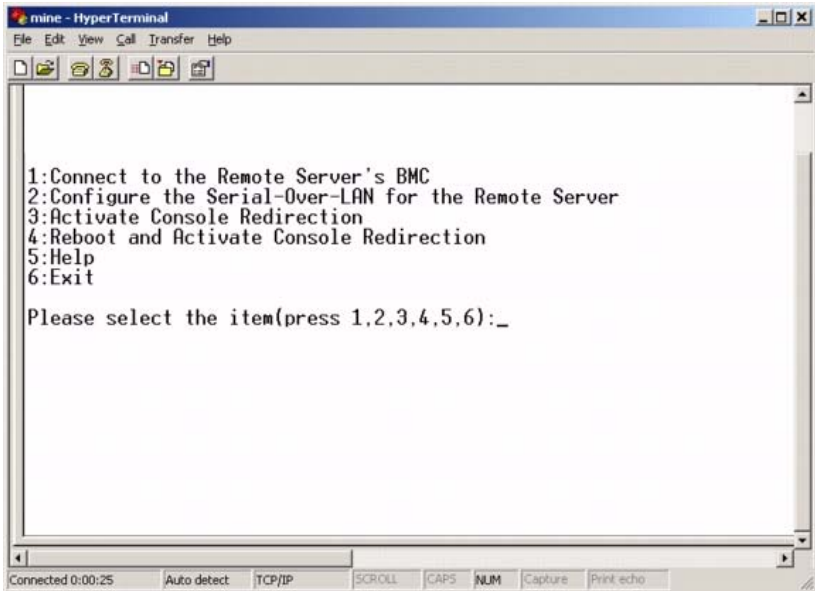 mine - HyperTerminal
File Edit View Call Transfer Help
1:Connect to the Remote Server's BMC
2:Configure the Serial-Over-LAN for the Remote Server
3:Activate Console Redirection
4:Reboot and Activate Console Redirection
5:Help
6:Exit
Please select the item(press 1,2,3,4,5,6):_
Connected 0:00:25 Auto detect TCP/IP SCROLL CAPS NUM Capture Print echo